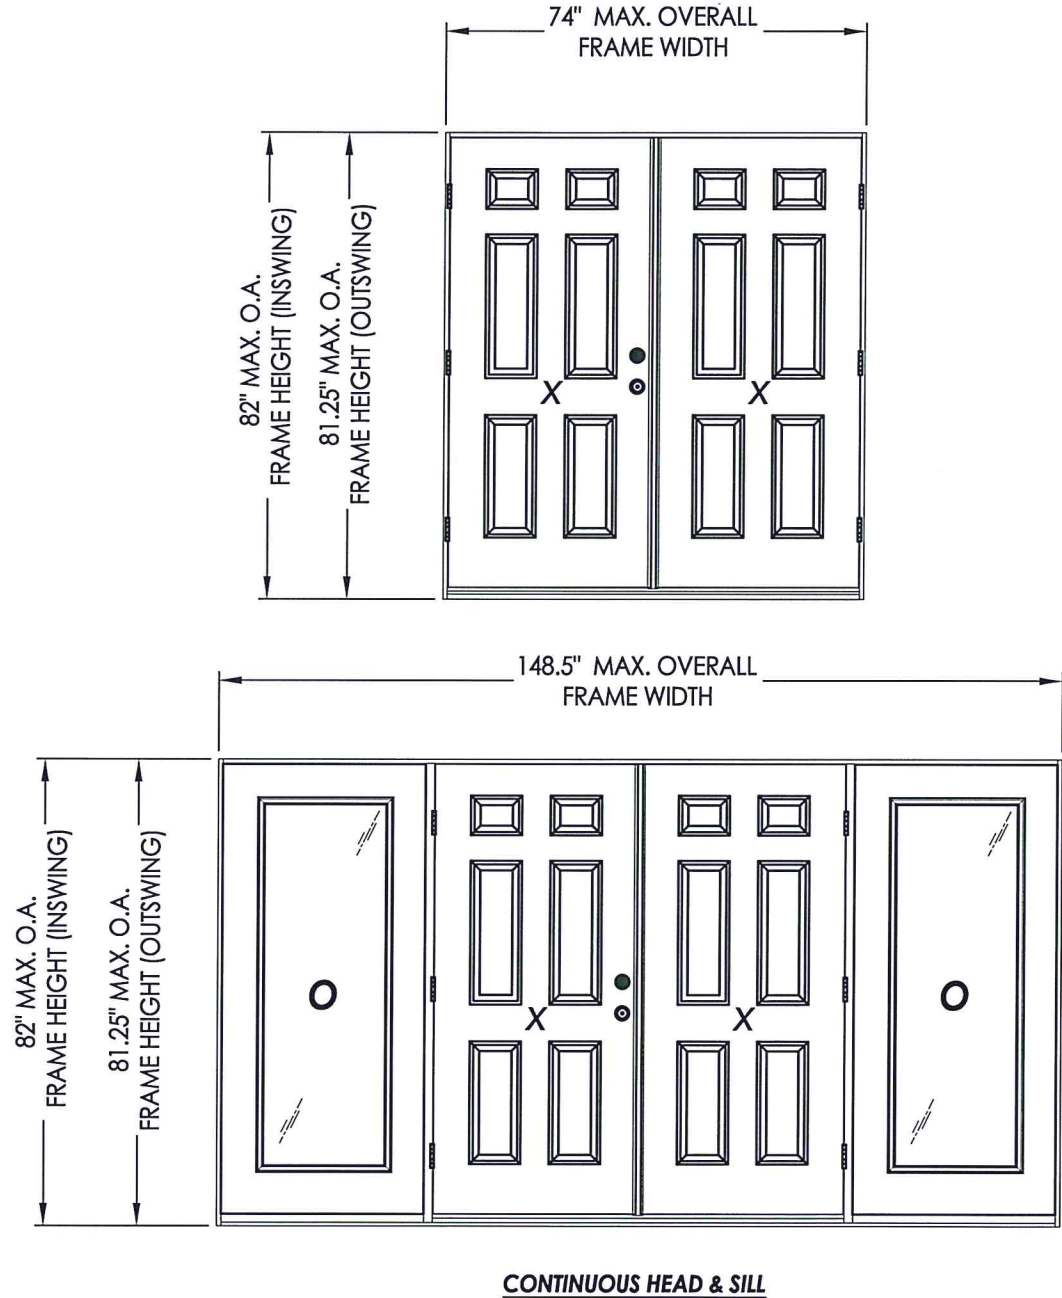 74" MAX. OVERALL
FRAME WIDTH
82" MAX. O.A.
FRAME HEIGHT (INSWING)
81.25" MAX. O.A.
FRAME HEIGHT (OUTSWING)
X
X
148.5" MAX. OVERALL
FRAME WIDTH
82" MAX. O.A.
FRAME HEIGHT (INSWING)
81.25" MAX. O.A.
FRAME HEIGHT (OUTSWING)
O
X
X
O
CONTINUOUS HEAD & SILL